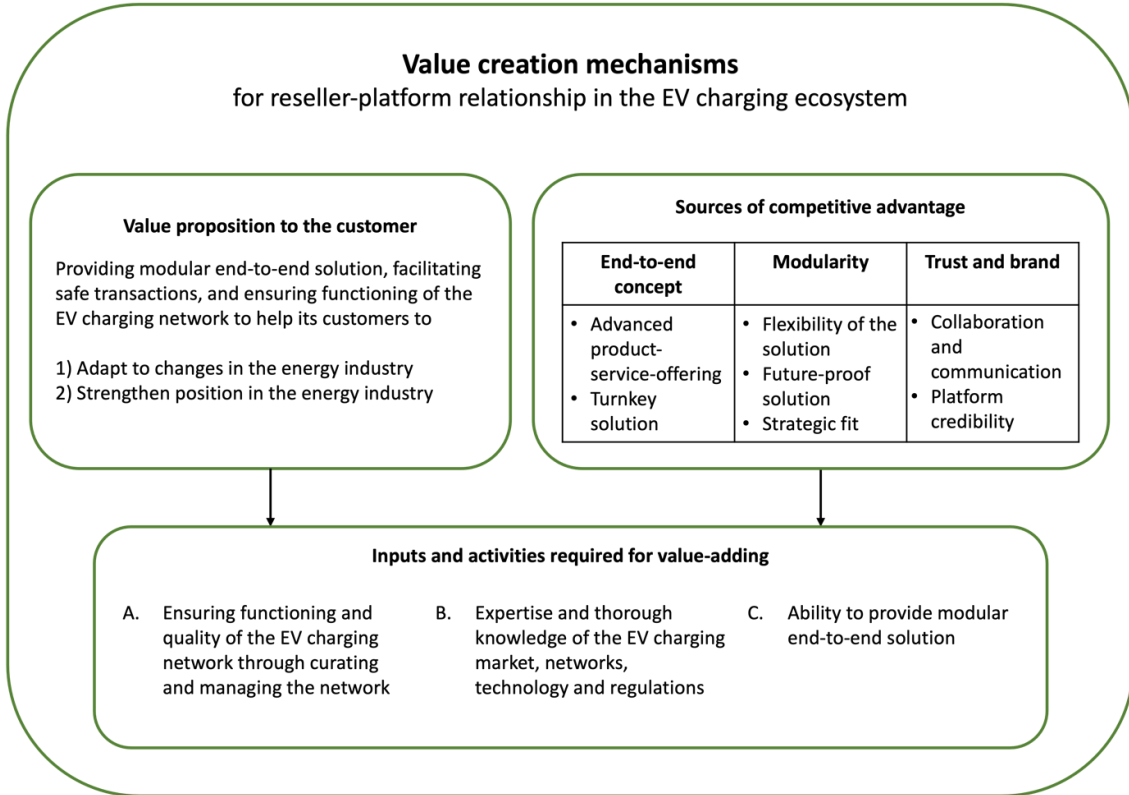 Value creation mechanisms
for reseller-platform relationship in the EV charging ecosystem
Value proposition to the customer
Providing modular end-to-end solution, facilitating
safe transactions, and ensuring functioning of the
EV charging network to help its customers to
1) Adapt to changes in the energy industry
2) Strengthen position in the energy industry
Sources of competitive advantage
End-to-end
concept
• Advanced
product-
service-offering
• Turnkey
solution
Modularity
• Flexibility of the
solution
• Future-proof
solution
• Strategic fit
Trust and brand
• Collaboration
and
communication
• Platform
credibility
Inputs and activities required for value-adding
A. Ensuring functioning and
quality of the EV charging
network through curating
and managing the network
B. Expertise and thorough
knowledge of the EV charging
market, networks,
technology and regulations
C. Ability to provide modular
end-to-end solution